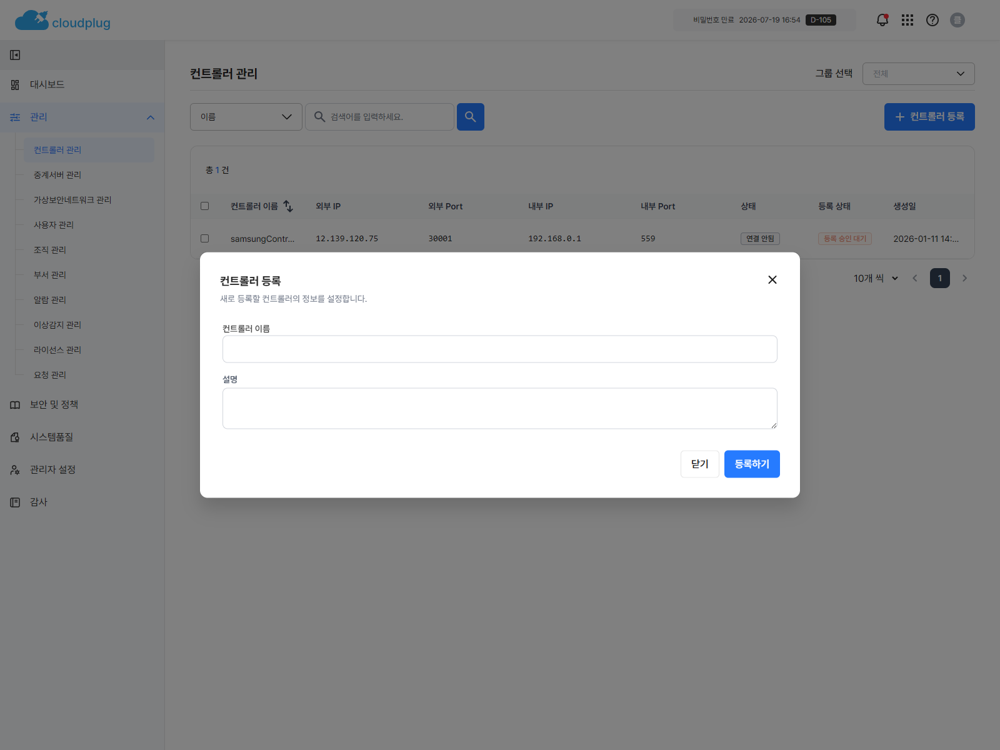 cloudplug
비밀번호 만료 2026-07-19 16:54 D-105
클
대시보드
관리
컨트롤러 관리
중계서버 관리
가상보안네트워크 관리
사용자 관리
조직 관리
부서 관리
알람 관리
이상감지 관리
라이선스 관리
요청 관리
보안 및 정책
시스템품질
관리자 설정
감사
컨트롤러 관리
그룹 선택 전체
이름 검색어를 입력하세요. 컨트롤러 등록
총 1 건
컨트롤러 이름 외부 IP 외부 Port 내부 IP 내부 Port 상태 등록 상태 생성일
samsungContr... 12.139.120.75 30001 192.168.0.1 559 연결 안됨 등록 승인 대기 2026-01-11 14:...
10개 씩 1
컨트롤러 등록
새로 등록할 컨트롤러의 정보를 설정합니다.
컨트롤러 이름
설명
닫기 등록하기